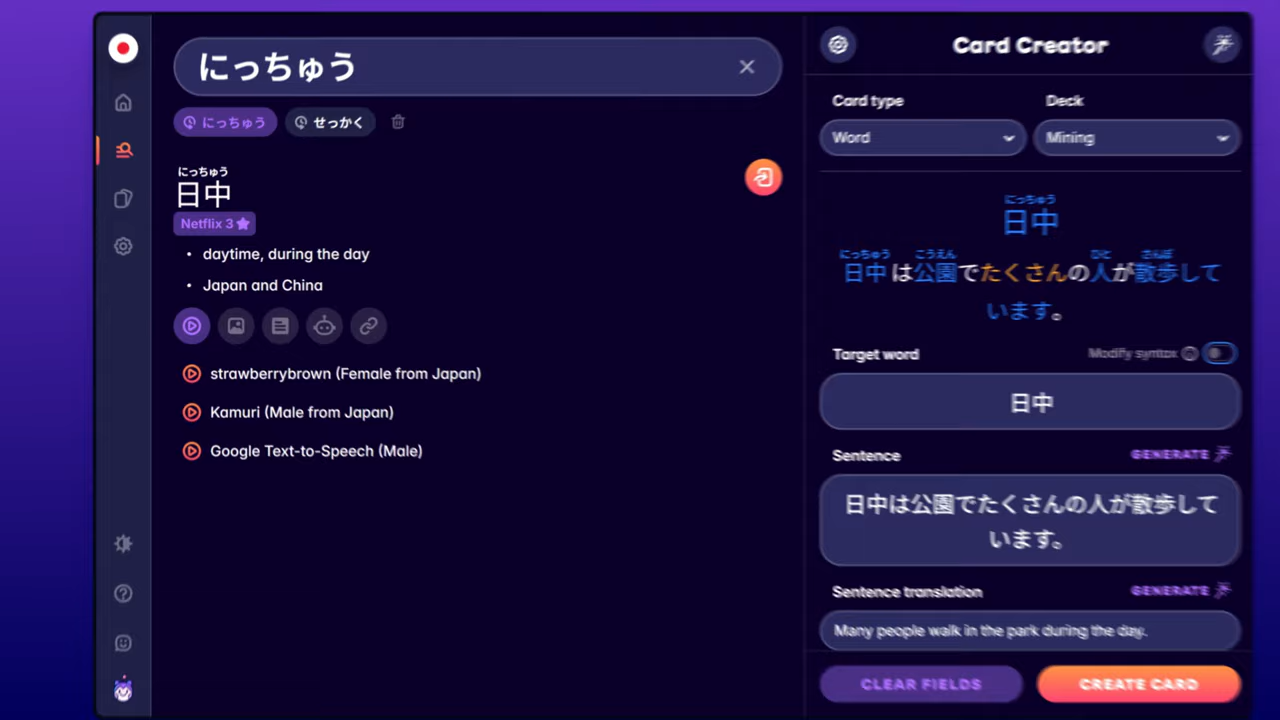 にっちゅう
にっちゅう せっかく
にっちゅう
日中
Netflix 3
• daytime, during the day
• Japan and China
strawberrybrown (Female from Japan)
Kamuri (Male from Japan)
Google Text-to-Speech (Male)
Card Creator
Card type Deck
Word Mining
にっちゅう
日中
にっちゅう こうえん ひと さんぽ
日中は公園でたくさんの人が散歩して
います。
Target word Modify syntax
日中
Sentence GENERATE
日中は公園でたくさんの人が散歩して
います。
Sentence translation GENERATE
Many people walk in the park during the day.
CLEAR FIELDS CREATE CARD